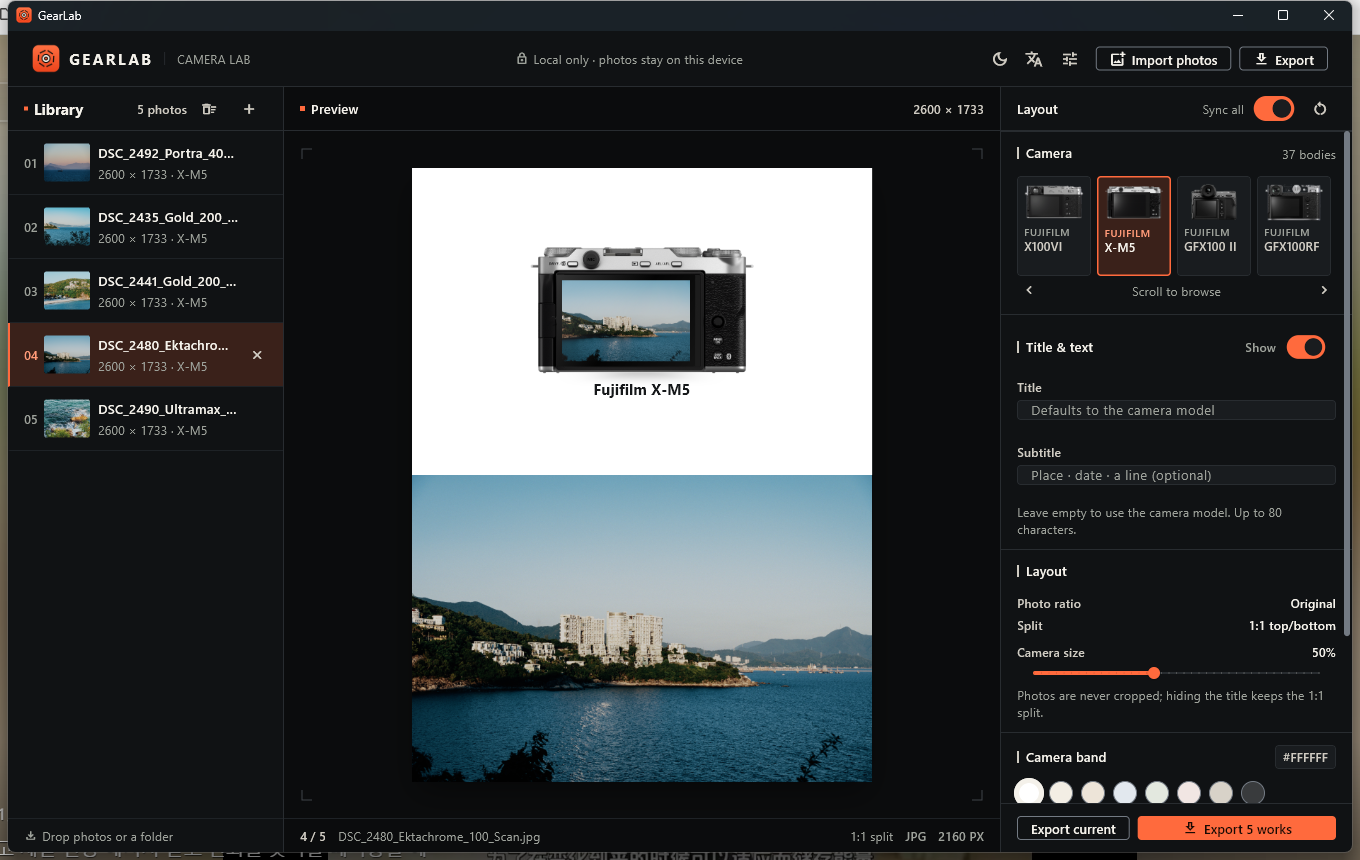 GearLab
GEARLAB CAMERA LAB
Local only · photos stay on this device
Import photos
Export
Library
5 photos
01
DSC_2492_Portra_40...
2600 × 1733 · X-M5
02
DSC_2435_Gold_200_...
2600 × 1733 · X-M5
03
DSC_2441_Gold_200_...
2600 × 1733 · X-M5
04
DSC_2480_Ektachro...
2600 × 1733 · X-M5
05
DSC_2490_Ultramax_...
2600 × 1733 · X-M5
Drop photos or a folder
Preview
2600 × 1733
Fujifilm X-M5
4 / 5 DSC_2480_Ektachrome_100_Scan.jpg
1:1 split JPG 2160 PX
Layout
Sync all
Camera
37 bodies
FUJIFILM
X100VI
FUJIFILM
X-M5
FUJIFILM
GFX100 II
FUJIFILM
GFX100RF
Scroll to browse
Title & text
Show
Title
Defaults to the camera model
Subtitle
Place · date · a line (optional)
Leave empty to use the camera model. Up to 80
characters.
Layout
Photo ratio Original
Split 1:1 top/bottom
Camera size 50%
Photos are never cropped; hiding the title keeps the 1:1
split.
Camera band
#FFFFFF
Export current
Export 5 works